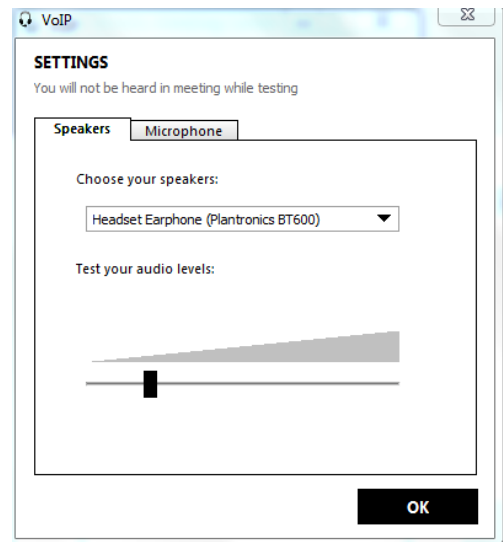 VoIP
SETTINGS
You will not be heard in meeting while testing
Speakers
Microphone
Choose your speakers:
Headset Earphone (Plantronics BT600)
Test your audio levels:
OK